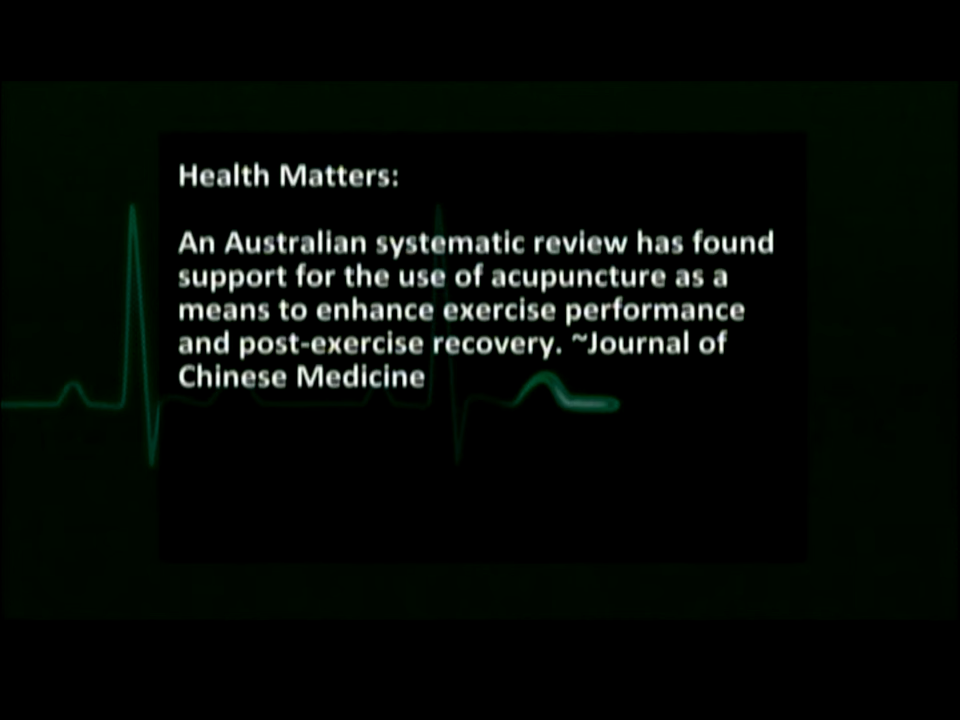 Health Matters:
An Australian systematic review has found
support for the use of acupuncture as a
means to enhance exercise performance
and post-exercise recovery. ~Journal of
Chinese Medicine